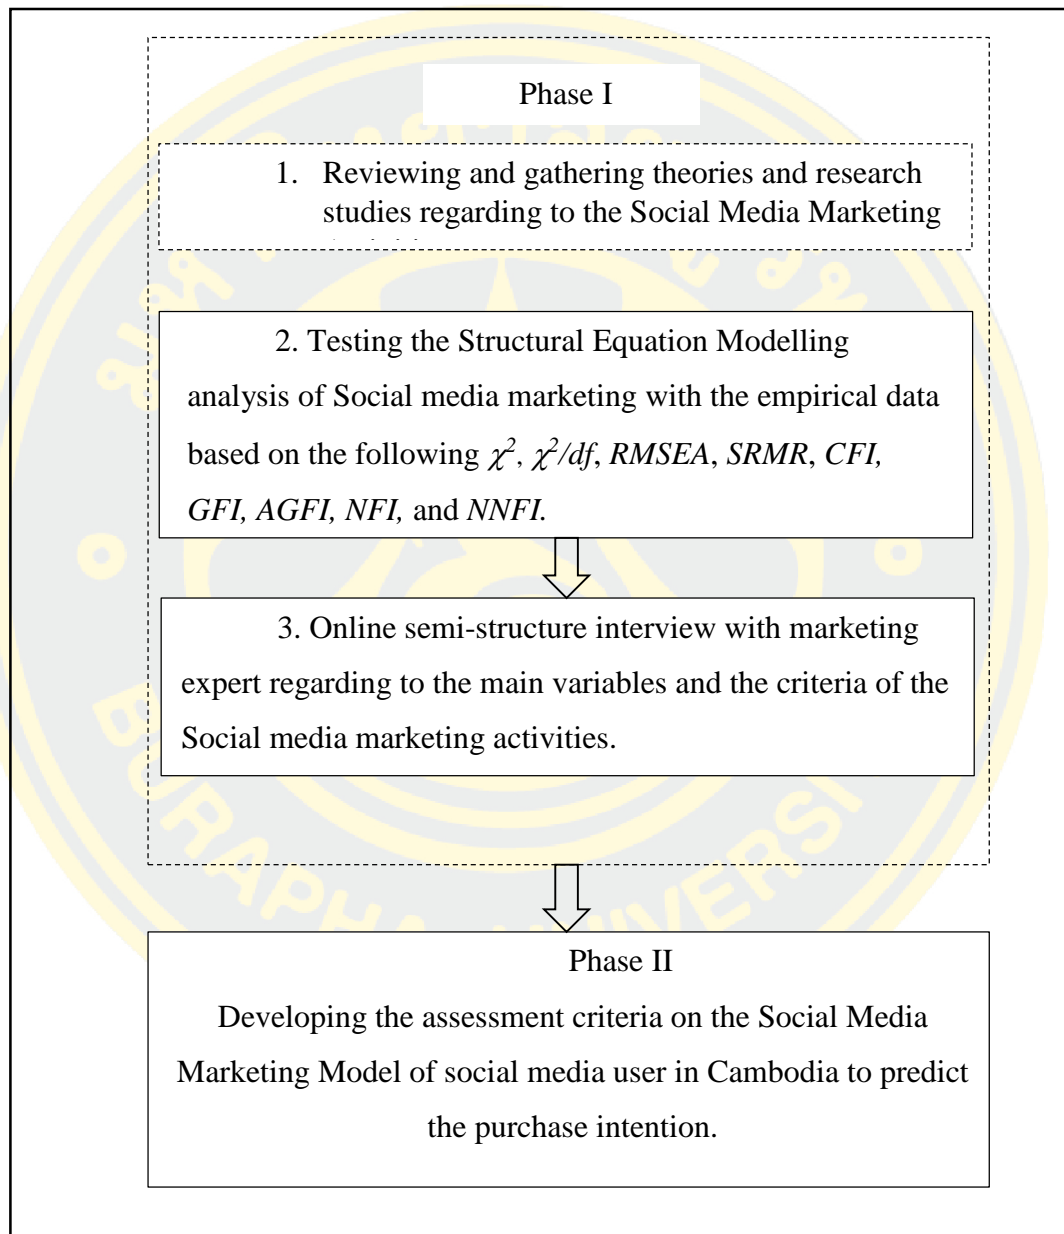 Phase I
1. Reviewing and gathering theories and research
studies regarding to the Social Media Marketing
2. Testing the Structural Equation Modelling
analysis of Social media marketing with the empirical data
based on the following χ², χ²/df, RMSEA, SRMR, CFI,
GFI, AGFI, NFI, and NNFI.
3. Online semi-structure interview with marketing
expert regarding to the main variables and the criteria of the
Social media marketing activities.
Phase II
Developing the assessment criteria on the Social Media
Marketing Model of social media user in Cambodia to predict
the purchase intention.
BURAPHA UNIVERSI